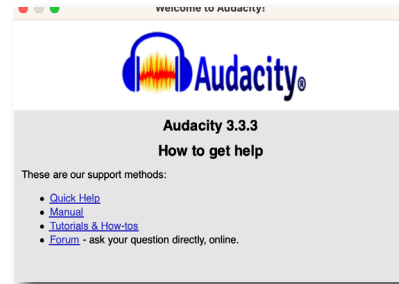 Welcome to Audacity!
Audacity®
Audacity 3.3.3
How to get help
These are our support methods:
• Quick Help
• Manual
• Tutorials & How-tos
• Forum - ask your question directly, online.